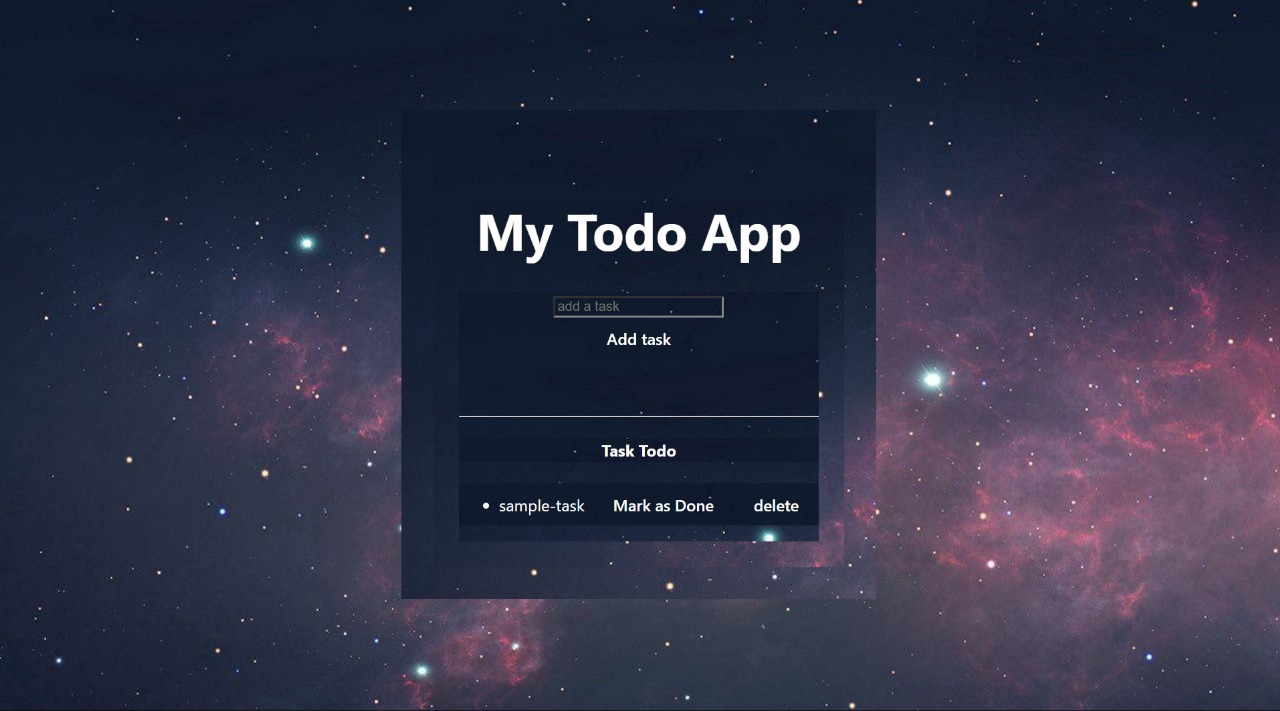 My Todo App
add a task
Add task
Task Todo
sample-task Mark as Done delete